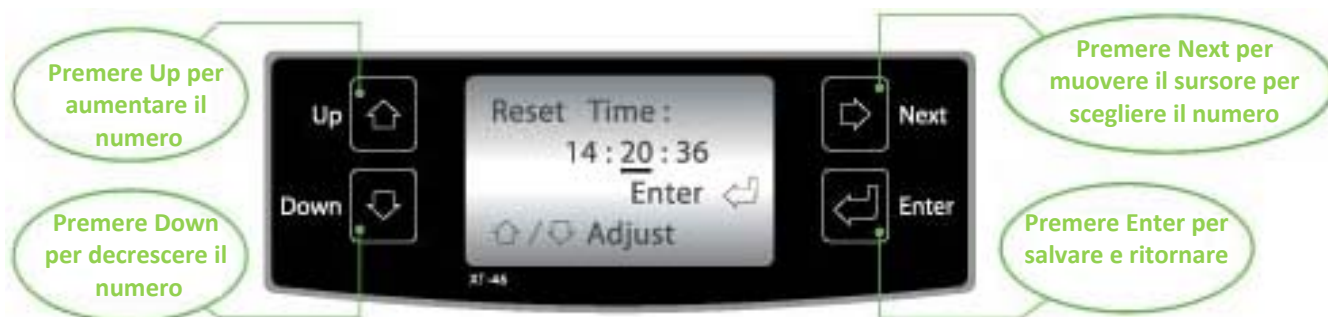 Premere Up per
aumentare il
numero
Premere Down
per decrescere il
numero
Up
Down
Reset Time :
14 : 20 : 36
Enter
/ Adjust
XT-46
Next
Enter
Premere Next per
muovere il sursore per
scegliere il numero
Premere Enter per
salvare e ritornare